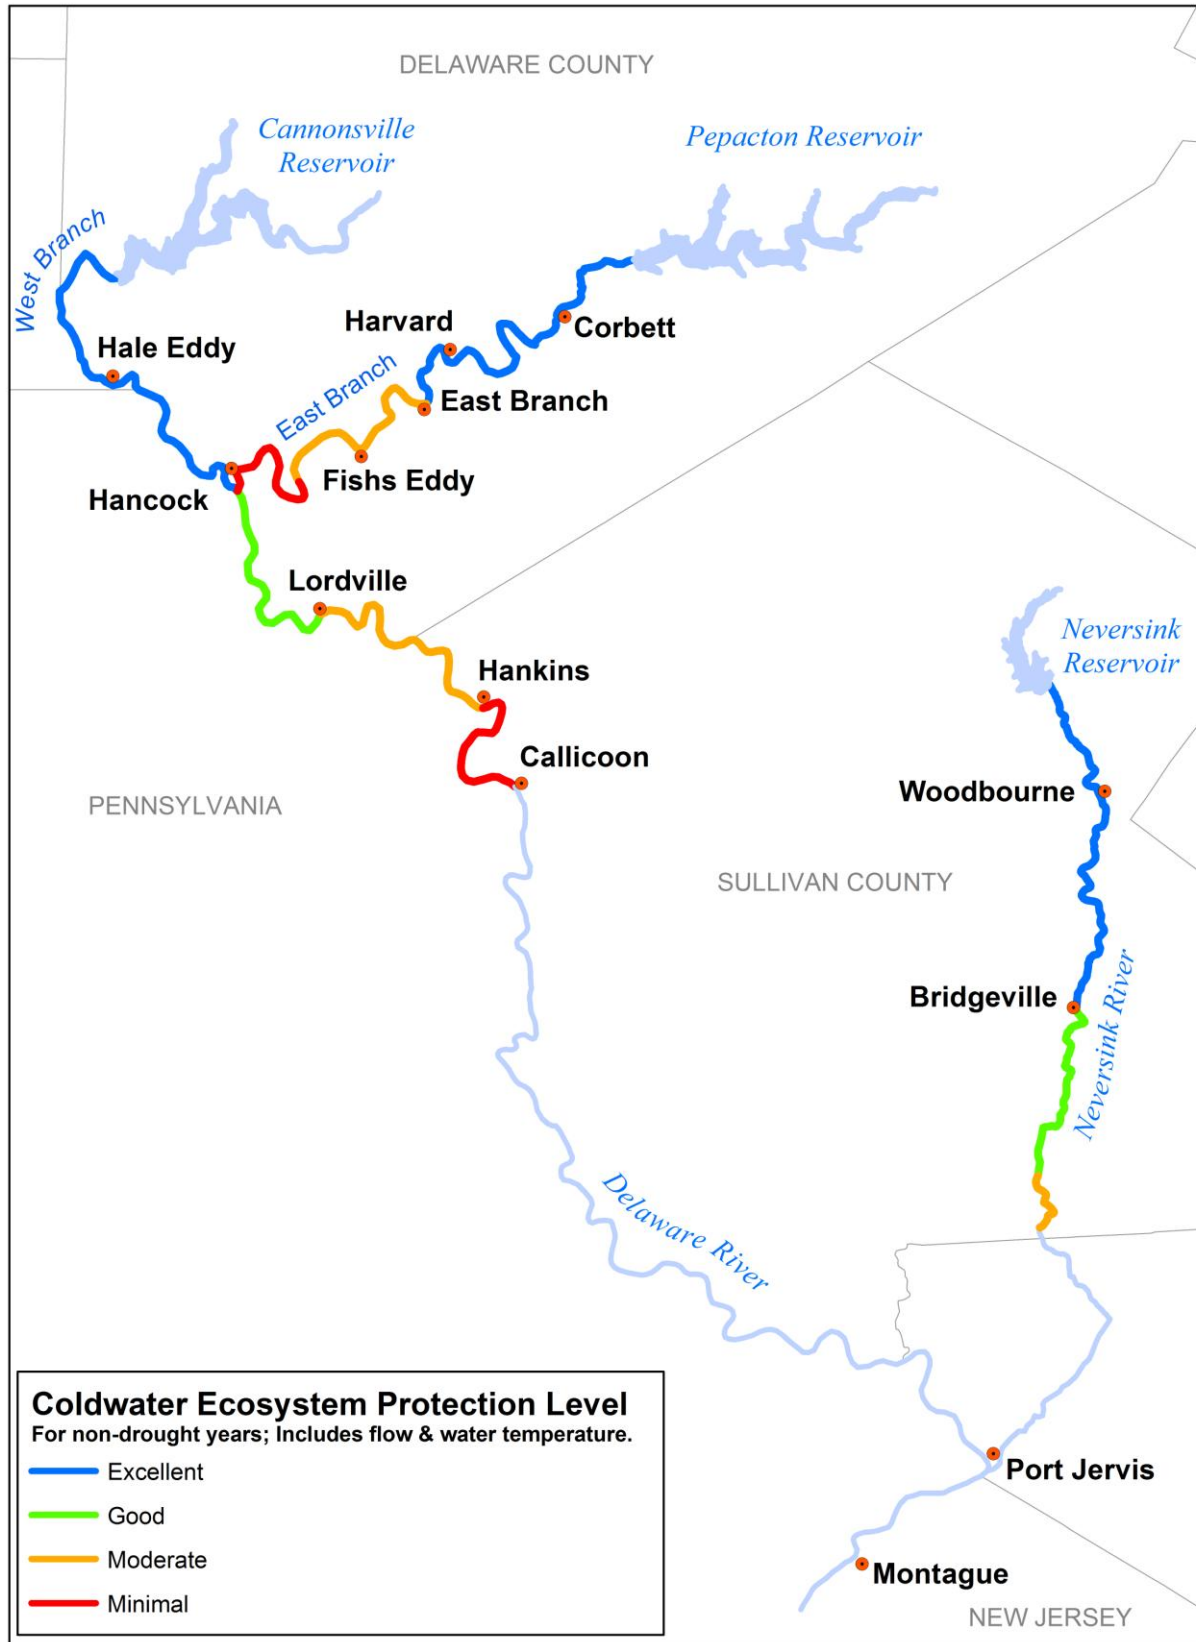 DELAWARE COUNTY
Cannonsville
Reservoir
Pepacton Reservoir
West Branch
Harvard
Corbett
Hale Eddy
East Branch
East Branch
Fishs Eddy
Hancock
Lordville
Neversink
Reservoir
Hankins
Callicoon
Woodbourne
PENNSYLVANIA
SULLIVAN COUNTY
Bridgeville
Neversink River
Delaware River
Coldwater Ecosystem Protection Level
For non-drought years; Includes flow & water temperature.
Excellent
Good
Moderate
Minimal
Port Jervis
Montague
NEW JERSEY